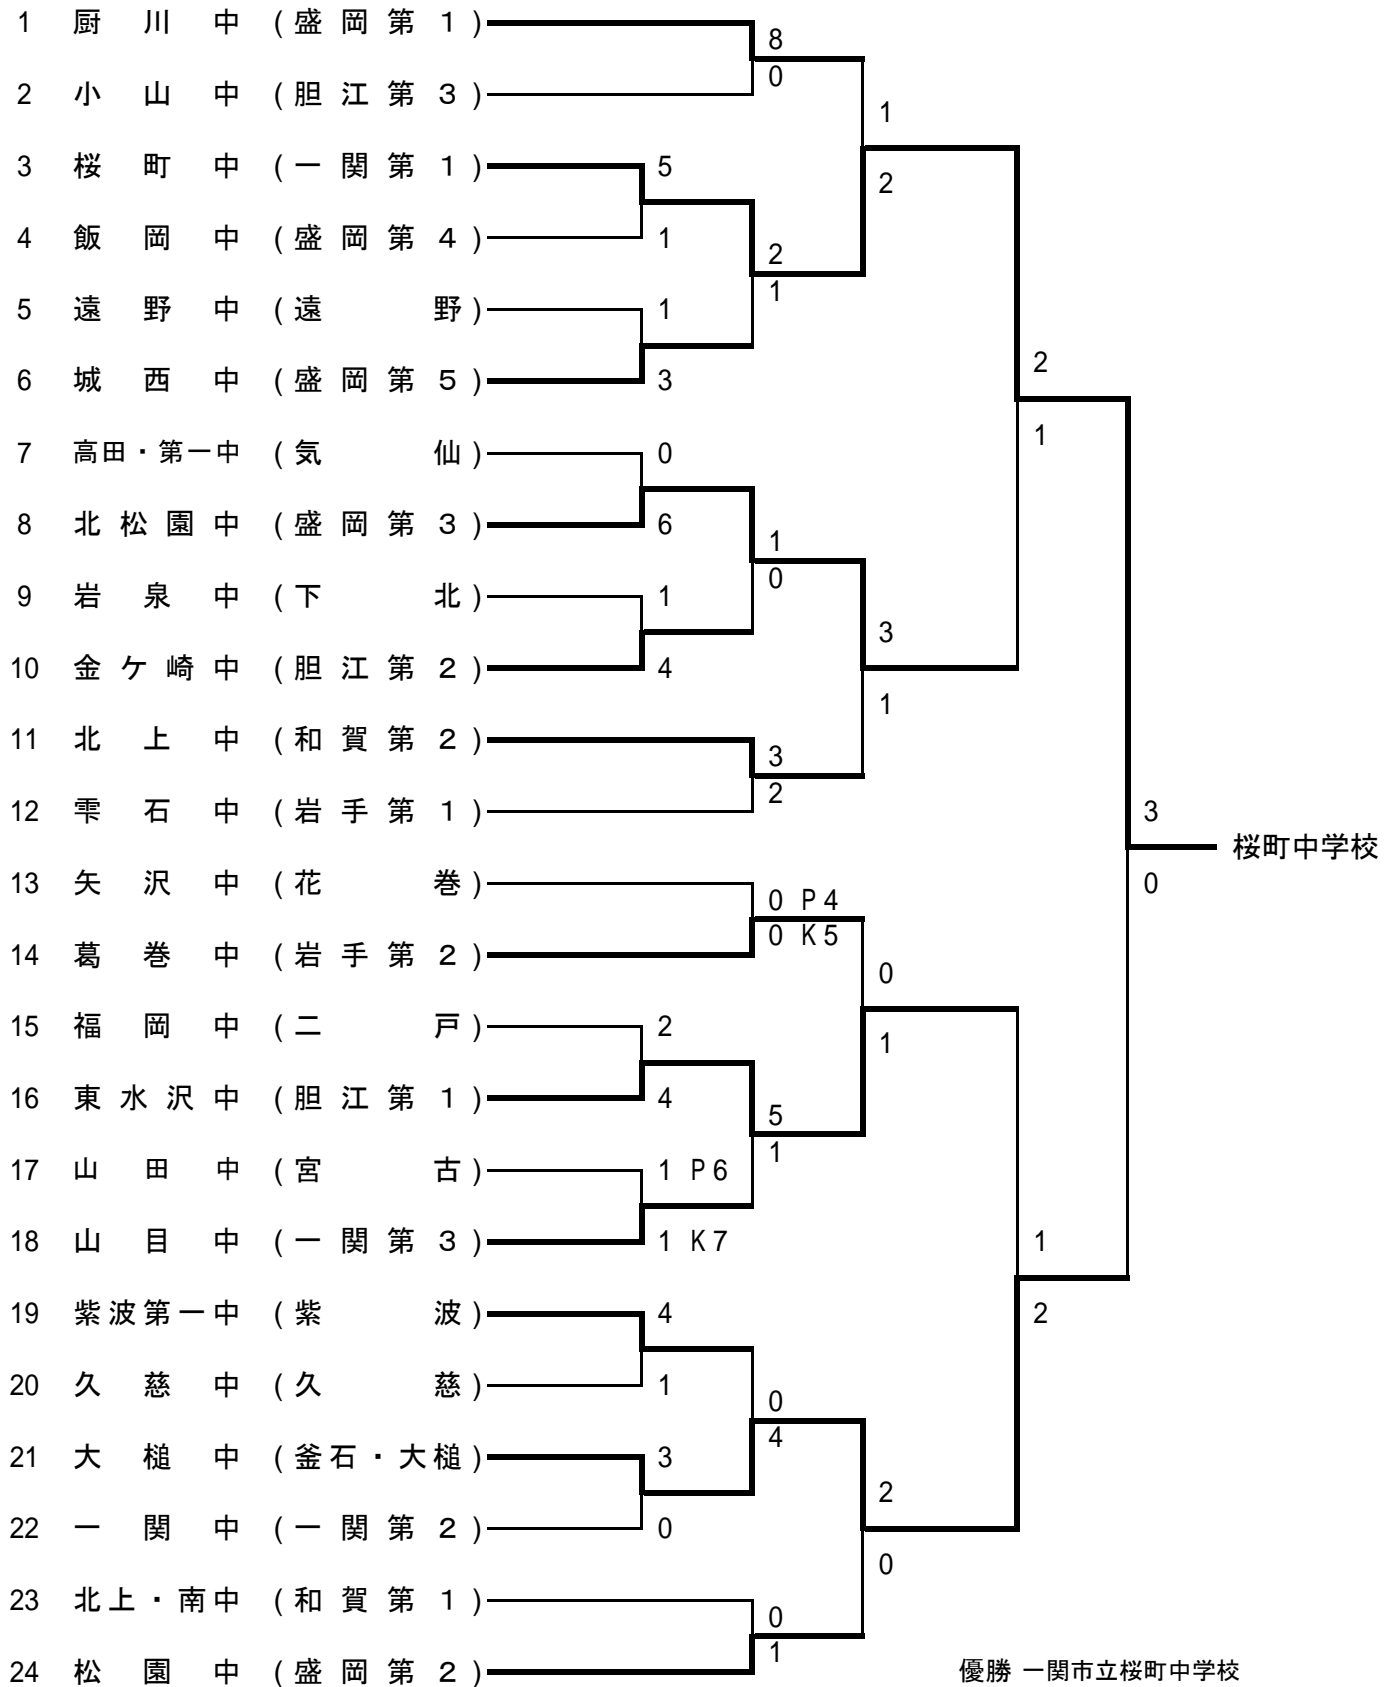 1 厨川中 (盛岡第1)
8
0
2 小山中 (胆江第3)
1
3 桜町中 (一関第1) 5
2
4 飯岡中 (盛岡第4) 1
2
1
5 遠野中 (遠野) 1
2
6 城西中 (盛岡第5) 3
1
7 高田・第一中 (気仙) 0
8 北松園中 (盛岡第3) 6
1
0
9 岩泉中 (下北) 1
3
10 金ケ崎中 (胆江第2) 4
1
11 北上中 (和賀第2)
3
2
12 雫石中 (岩手第1)
3
桜町中学校
0
13 矢沢中 (花巻)
0 P4
0 K5
14 葛巻中 (岩手第2)
0
15 福岡中 (二戸) 2
1
16 東水沢中 (胆江第1) 4
5
1
17 山田中 (宮古) 1 P6
18 山目中 (一関第3) 1 K7
1
19 紫波第一中 (紫波) 4
2
20 久慈中 (久慈) 1
0
4
21 大槌中 (釜石・大槌) 3
2
22 一関中 (一関第2) 0
0
23 北上・南中 (和賀第1)
0
1
24 松園中 (盛岡第2)
優勝 一関市立桜町中学校